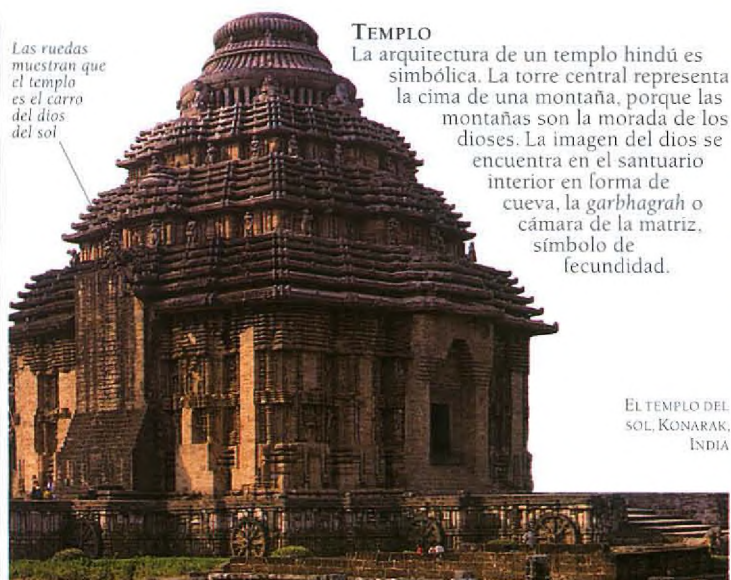 Las ruedas
muestran que
el templo
es el carro
del dios
del sol
TEMPLO
La arquitectura de un templo hindú es
simbólica. La torre central representa
la cima de una montaña, porque las
montañas son la morada de los
dioses. La imagen del dios se
encuentra en el santuario
interior en forma de
cueva, la garbhagrah o
cámara de la matriz,
símbolo de
fecundidad.
EL TEMPLO DEL
SOL, KONARAK,
INDIA